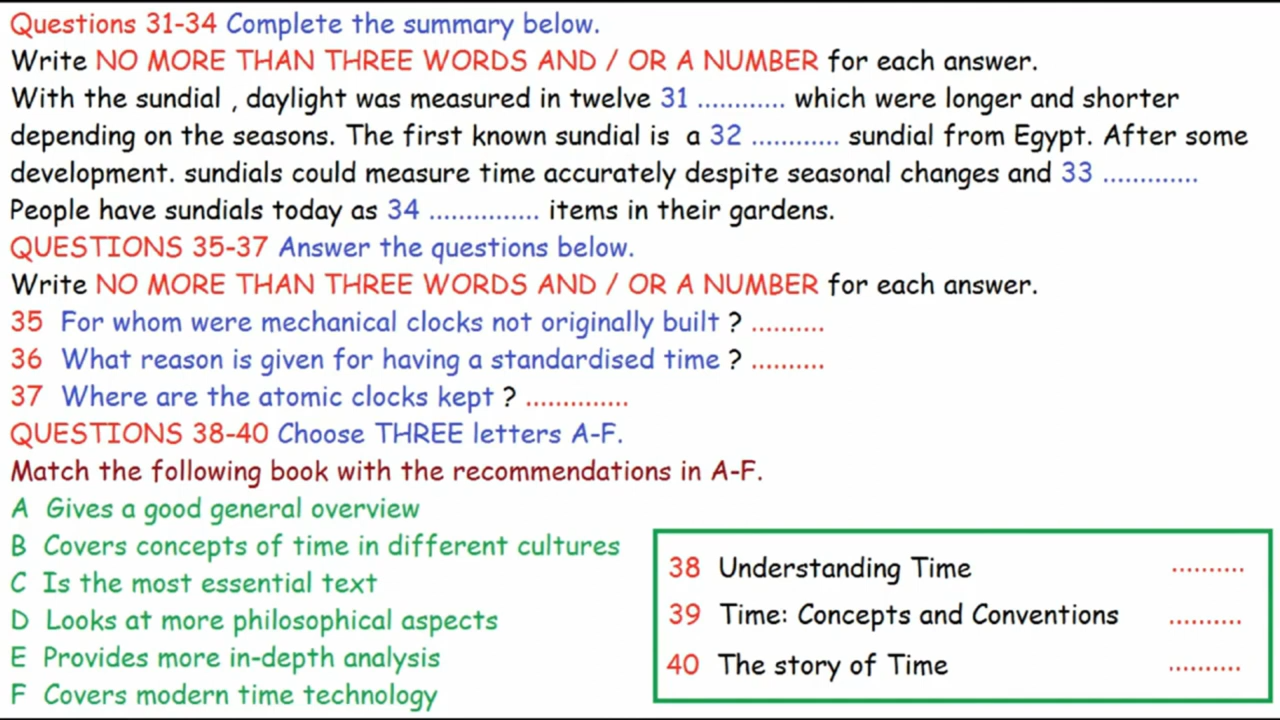 Questions 31-34 Complete the summary below.
Write NO MORE THAN THREE WORDS AND / OR A NUMBER for each answer.
With the sundial , daylight was measured in twelve 31 ............ which were longer and shorter
depending on the seasons. The first known sundial is a 32 ............ sundial from Egypt. After some
development. sundials could measure time accurately despite seasonal changes and 33 .............
People have sundials today as 34 ............... items in their gardens.
QUESTIONS 35-37 Answer the questions below.
Write NO MORE THAN THREE WORDS AND / OR A NUMBER for each answer.
35 For whom were mechanical clocks not originally built ? ..........
36 What reason is given for having a standardised time ? ..........
37 Where are the atomic clocks kept ? ..............
QUESTIONS 38-40 Choose THREE letters A-F.
Match the following book with the recommendations in A-F.
A Gives a good general overview
B Covers concepts of time in different cultures
C Is the most essential text
D Looks at more philosophical aspects
E Provides more in-depth analysis
F Covers modern time technology
38 Understanding Time ..........
39 Time: Concepts and Conventions ..........
40 The story of Time ..........